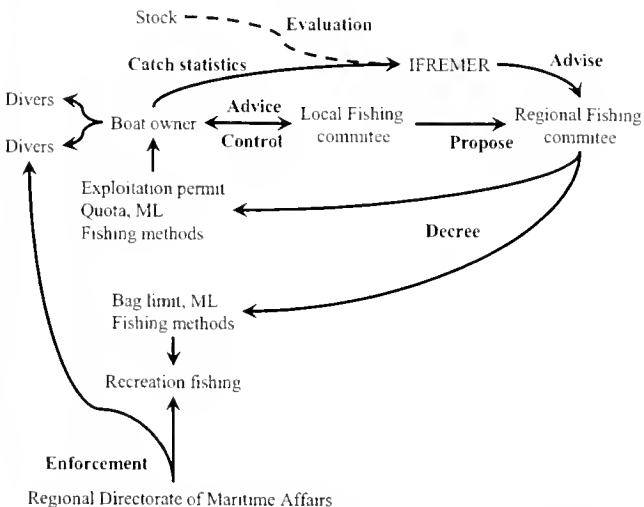 Stock
Evaluation
Catch statistics
IFREMER
Advise
Divers
Divers
Boat owner
Advice
Control
Local Fishing
commitee
Propose
Regional Fishing
commitee
Exploitation permit
Quota, ML
Fishing methods
Decree
Bag limit, ML
Fishing methods
Recreation fishing
Enforcement
Regional Directorate of Maritime Affairs